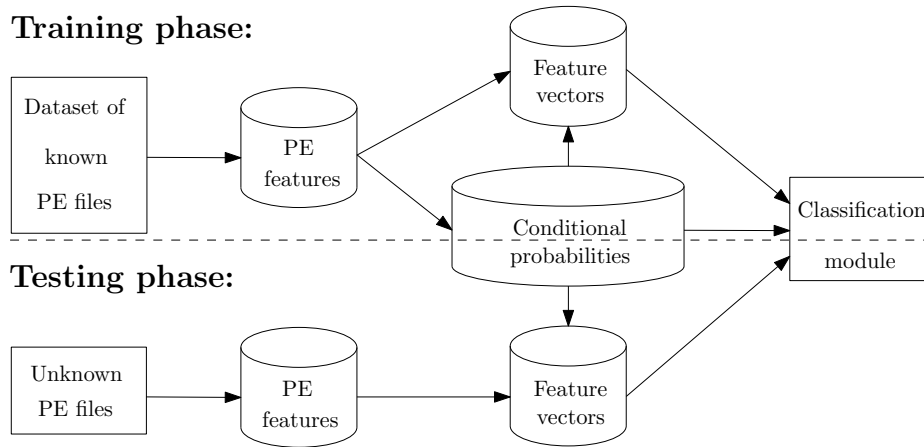 Training phase:
Dataset of
known
PE files
PE
features
Feature
vectors
Conditional
probabilities
Classification
module
Testing phase:
Unknown
PE files
PE
features
Feature
vectors